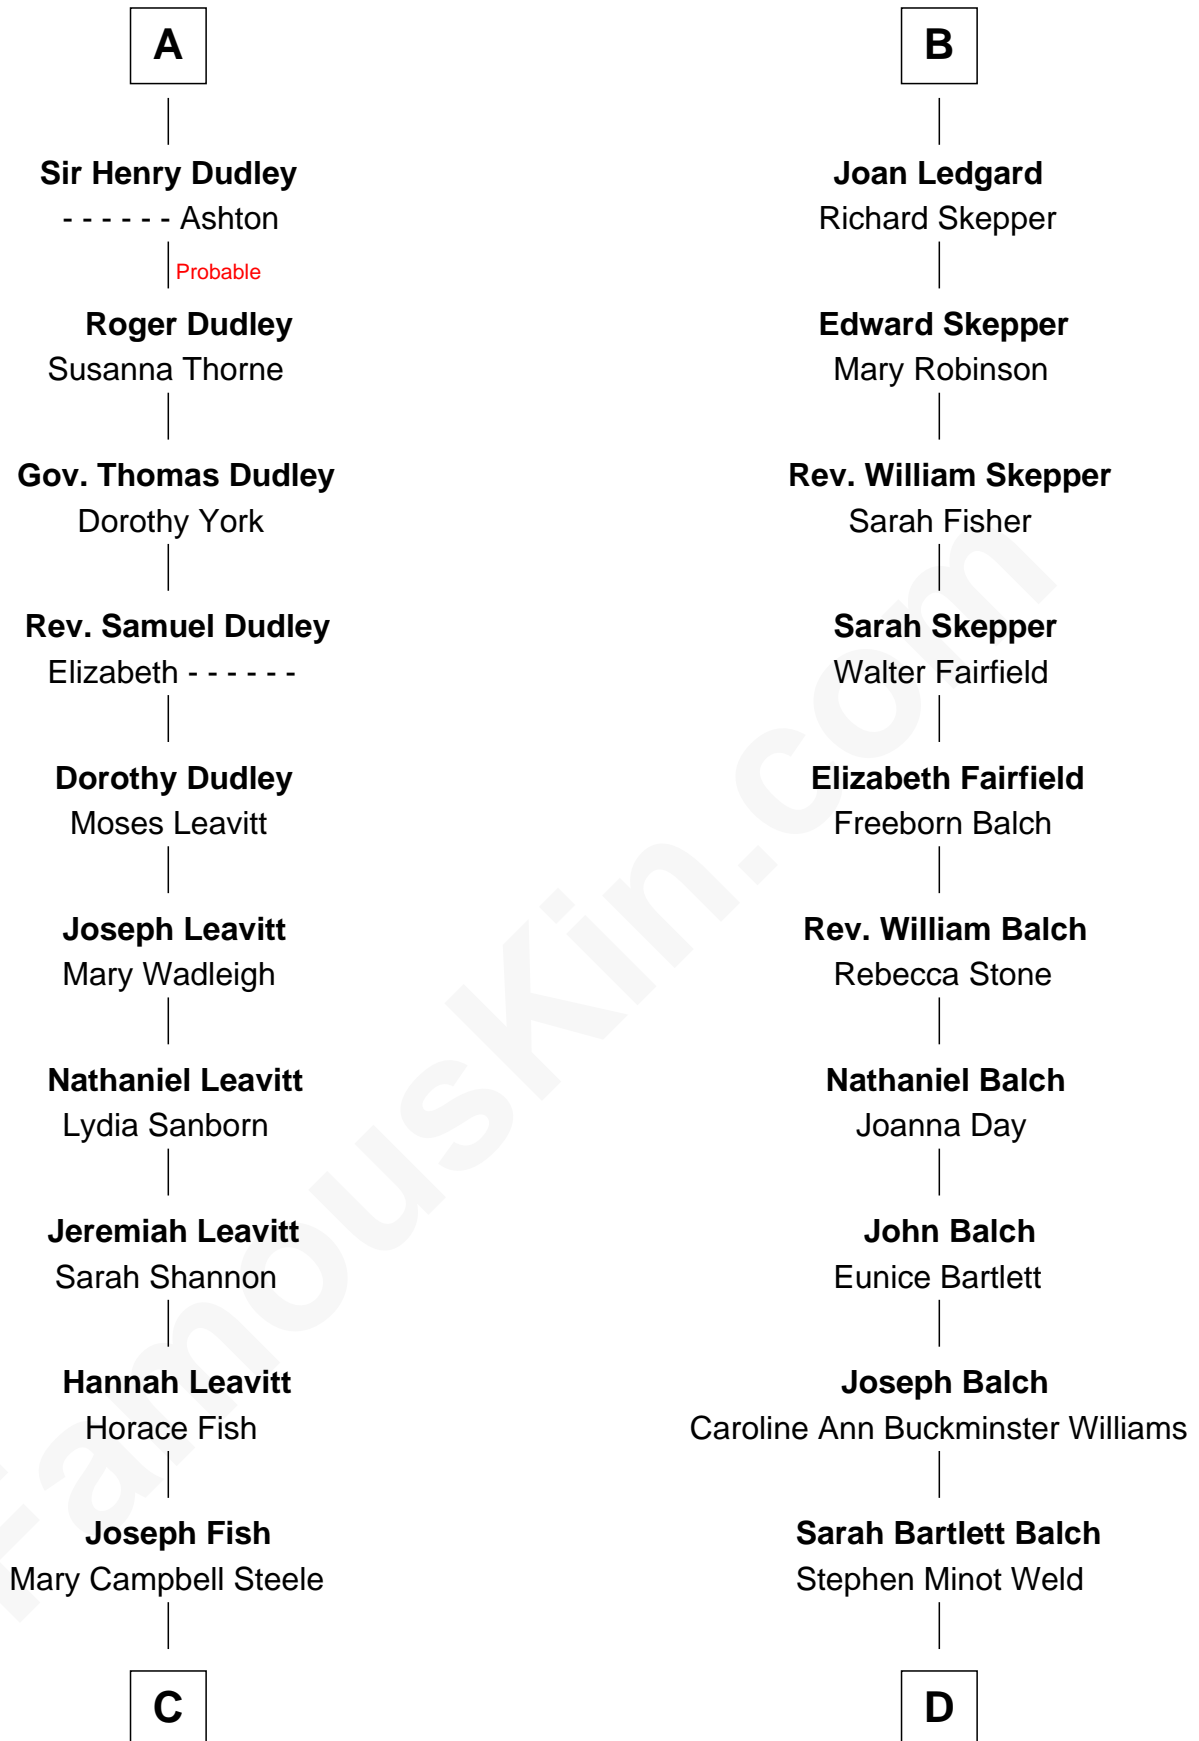 A
Sir Henry Dudley
- - - - - - Ashton
Probable
Roger Dudley
Susanna Thorne
Gov. Thomas Dudley
Dorothy York
Rev. Samuel Dudley
Elizabeth - - - - - -
Dorothy Dudley
Moses Leavitt
Joseph Leavitt
Mary Wadleigh
Nathaniel Leavitt
Lydia Sanborn
Jeremiah Leavitt
Sarah Shannon
Hannah Leavitt
Horace Fish
Joseph Fish
Mary Campbell Steele
C
B
Joan Ledgard
Richard Skepper
Edward Skepper
Mary Robinson
Rev. William Skepper
Sarah Fisher
Sarah Skepper
Walter Fairfield
Elizabeth Fairfield
Freeborn Balch
Rev. William Balch
Rebecca Stone
Nathaniel Balch
Joanna Day
John Balch
Eunice Bartlett
Joseph Balch
Caroline Ann Buckminster Williams
Sarah Bartlett Balch
Stephen Minot Weld
D
FamousKin.com